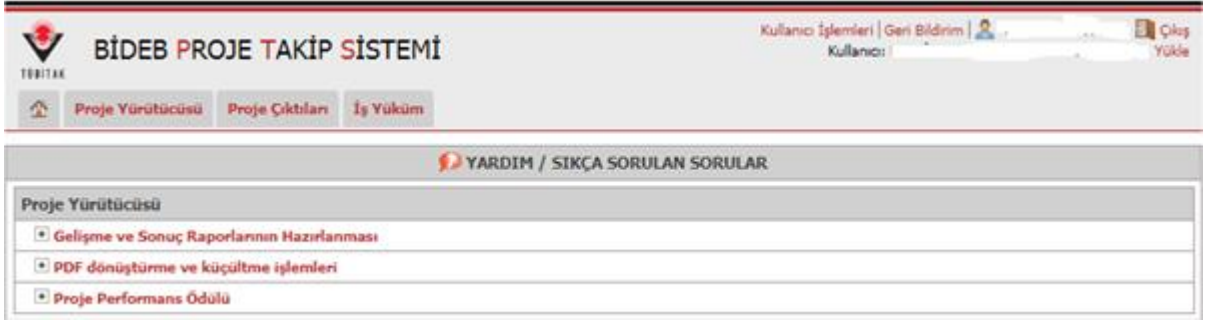 Kullanıcı İşlemleri | Geri Bildirim | Çıkış
BİDEB PROJE TAKİP SİSTEMİ
Kullanıcı: Yükle
TÜBİTAK
Proje Yürütücüsü Proje Çıktıları İş Yüküm
YARDIM / SIKÇA SORULAN SORULAR
Proje Yürütücüsü
Gelişme ve Sonuç Raporlarının Hazırlanması
PDF dönüştürme ve küçültme işlemleri
Proje Performans Ödülü